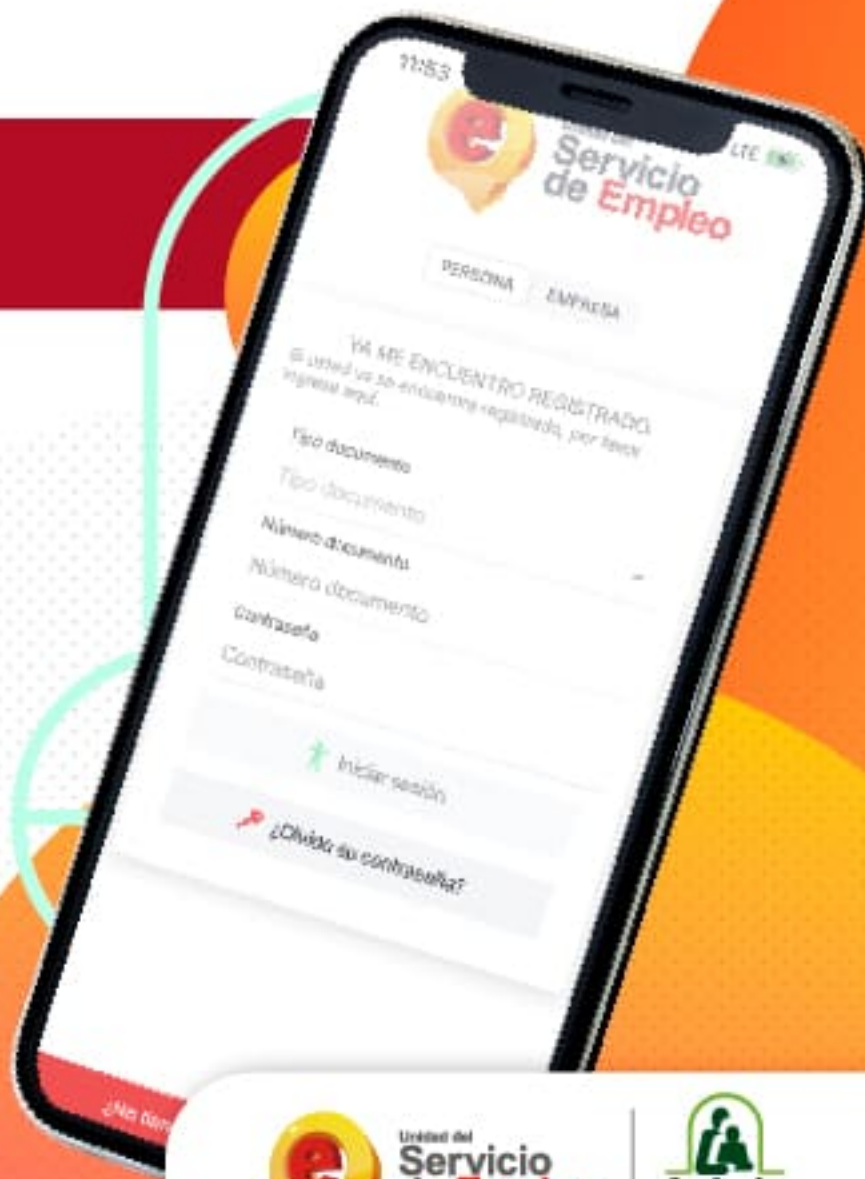 11:53
LTE
Servicio
de Empleo
PERSONA
EMPRESA
YA ME ENCUENTRO REGISTRADO
Si usted ya se encuentra registrado, por favor
ingrese aquí.
Tipo documento
Tipo documento
Número documento
Número documento
Contraseña
Contraseña
Iniciar sesión
¿Olvido su contraseña?
¿No
Unidad del
Servicio